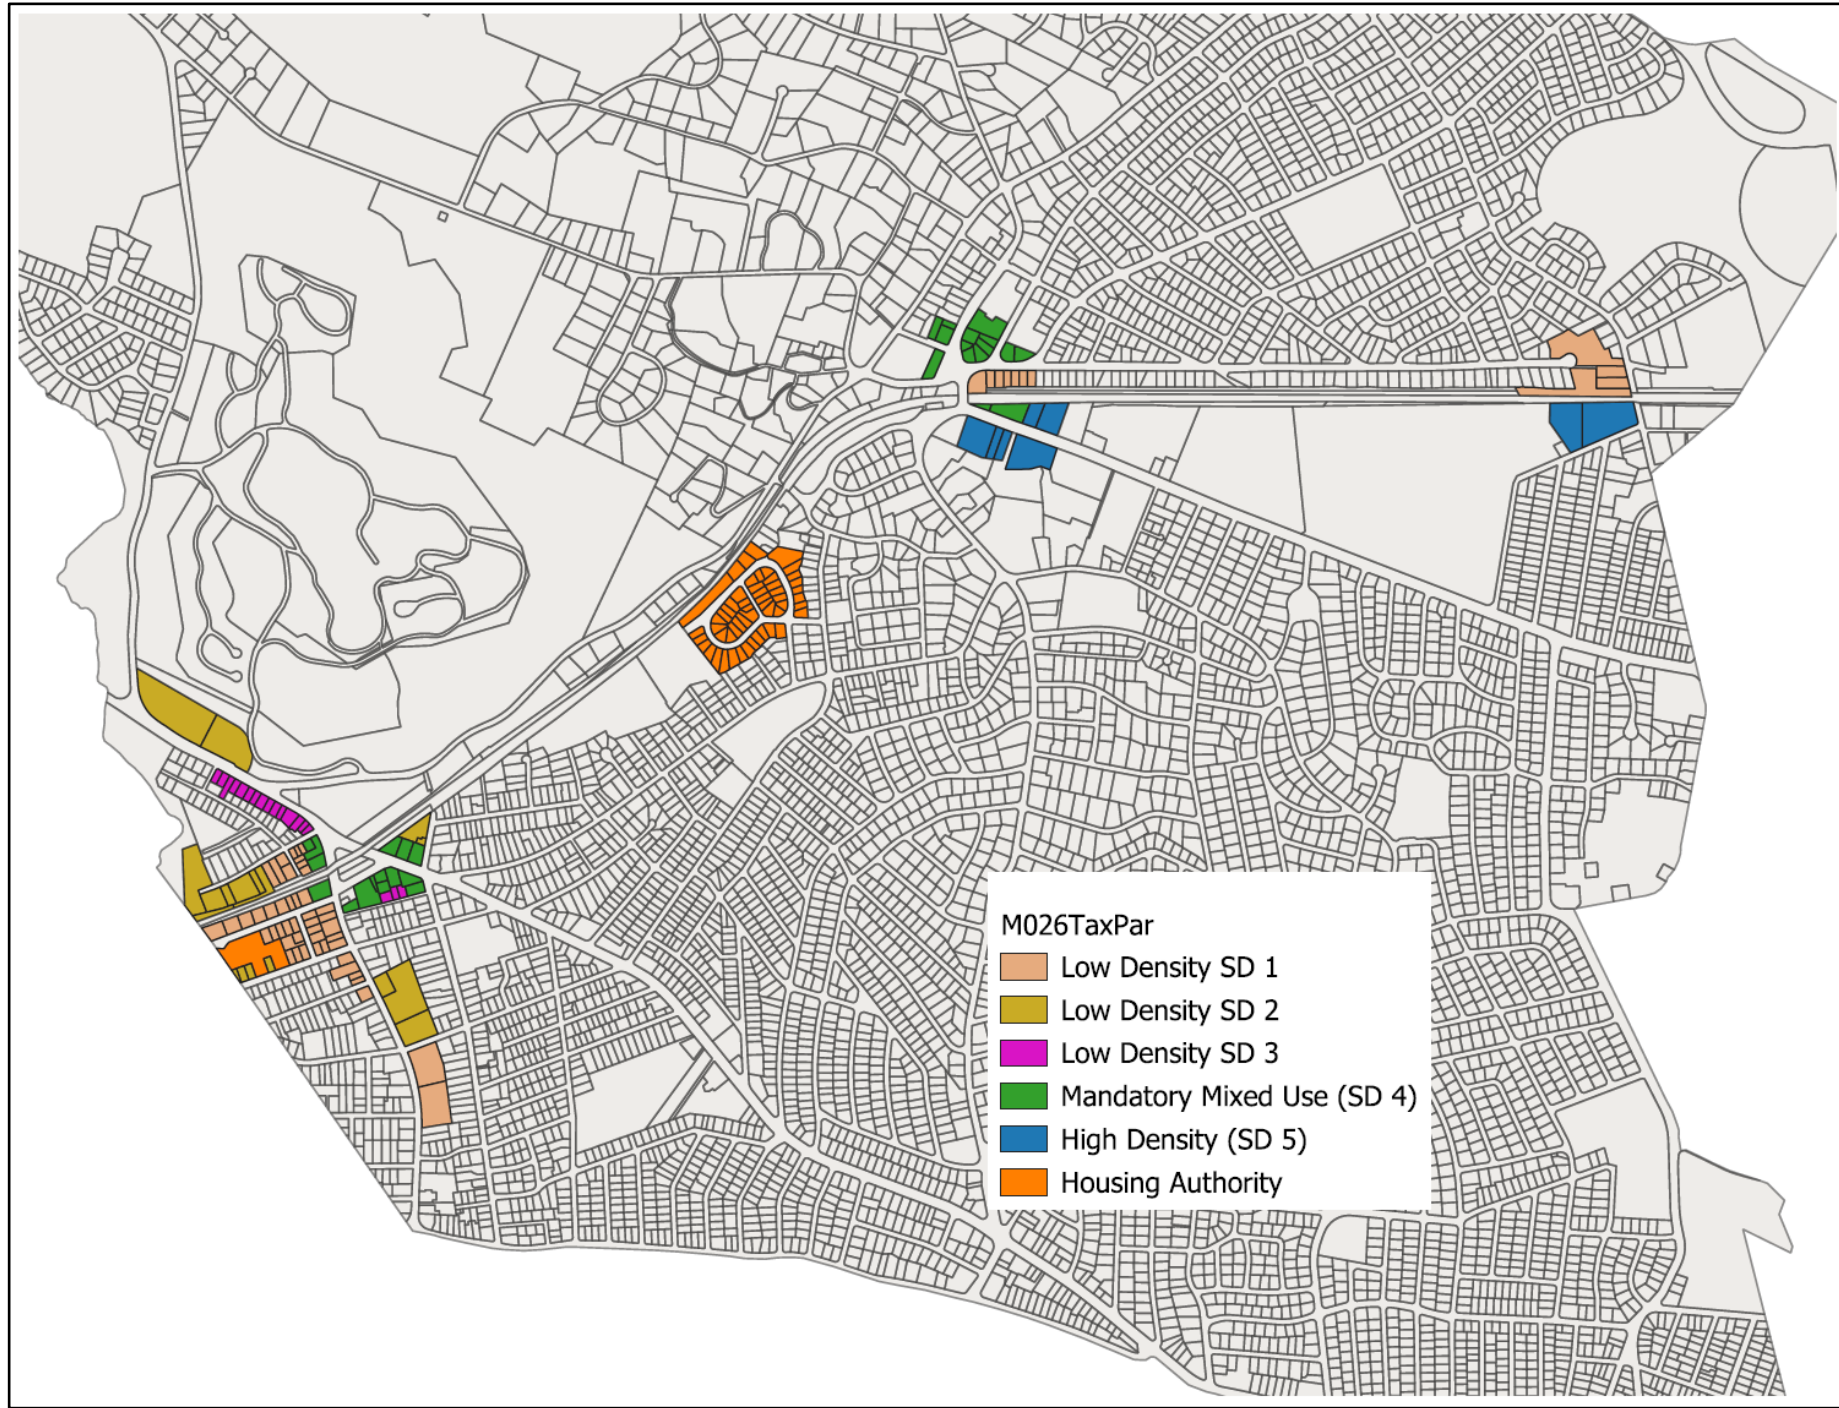 M026TaxPar
Low Density SD 1
Low Density SD 2
Low Density SD 3
Mandatory Mixed Use (SD 4)
High Density (SD 5)
Housing Authority